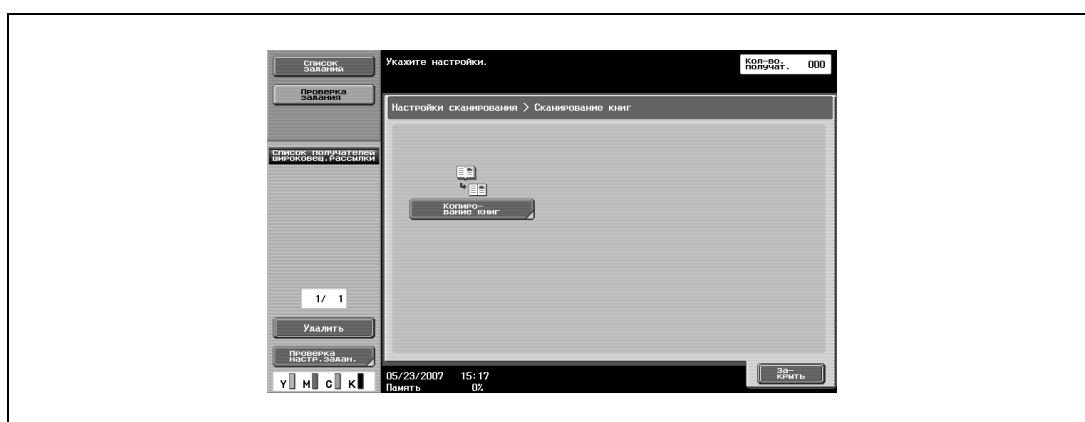 Список
заданий
Укажите настройки.
Кол-во.
получат. 000
Проверка
задания
Настройки сканирования > Сканирование книг
Список получателей
широковещ.рассылки
Копиро-
вание книг
1/ 1
Удалить
Проверка
настр.задан.
05/23/2007 15:17
Память 0%
За-
крыть
Y M C K